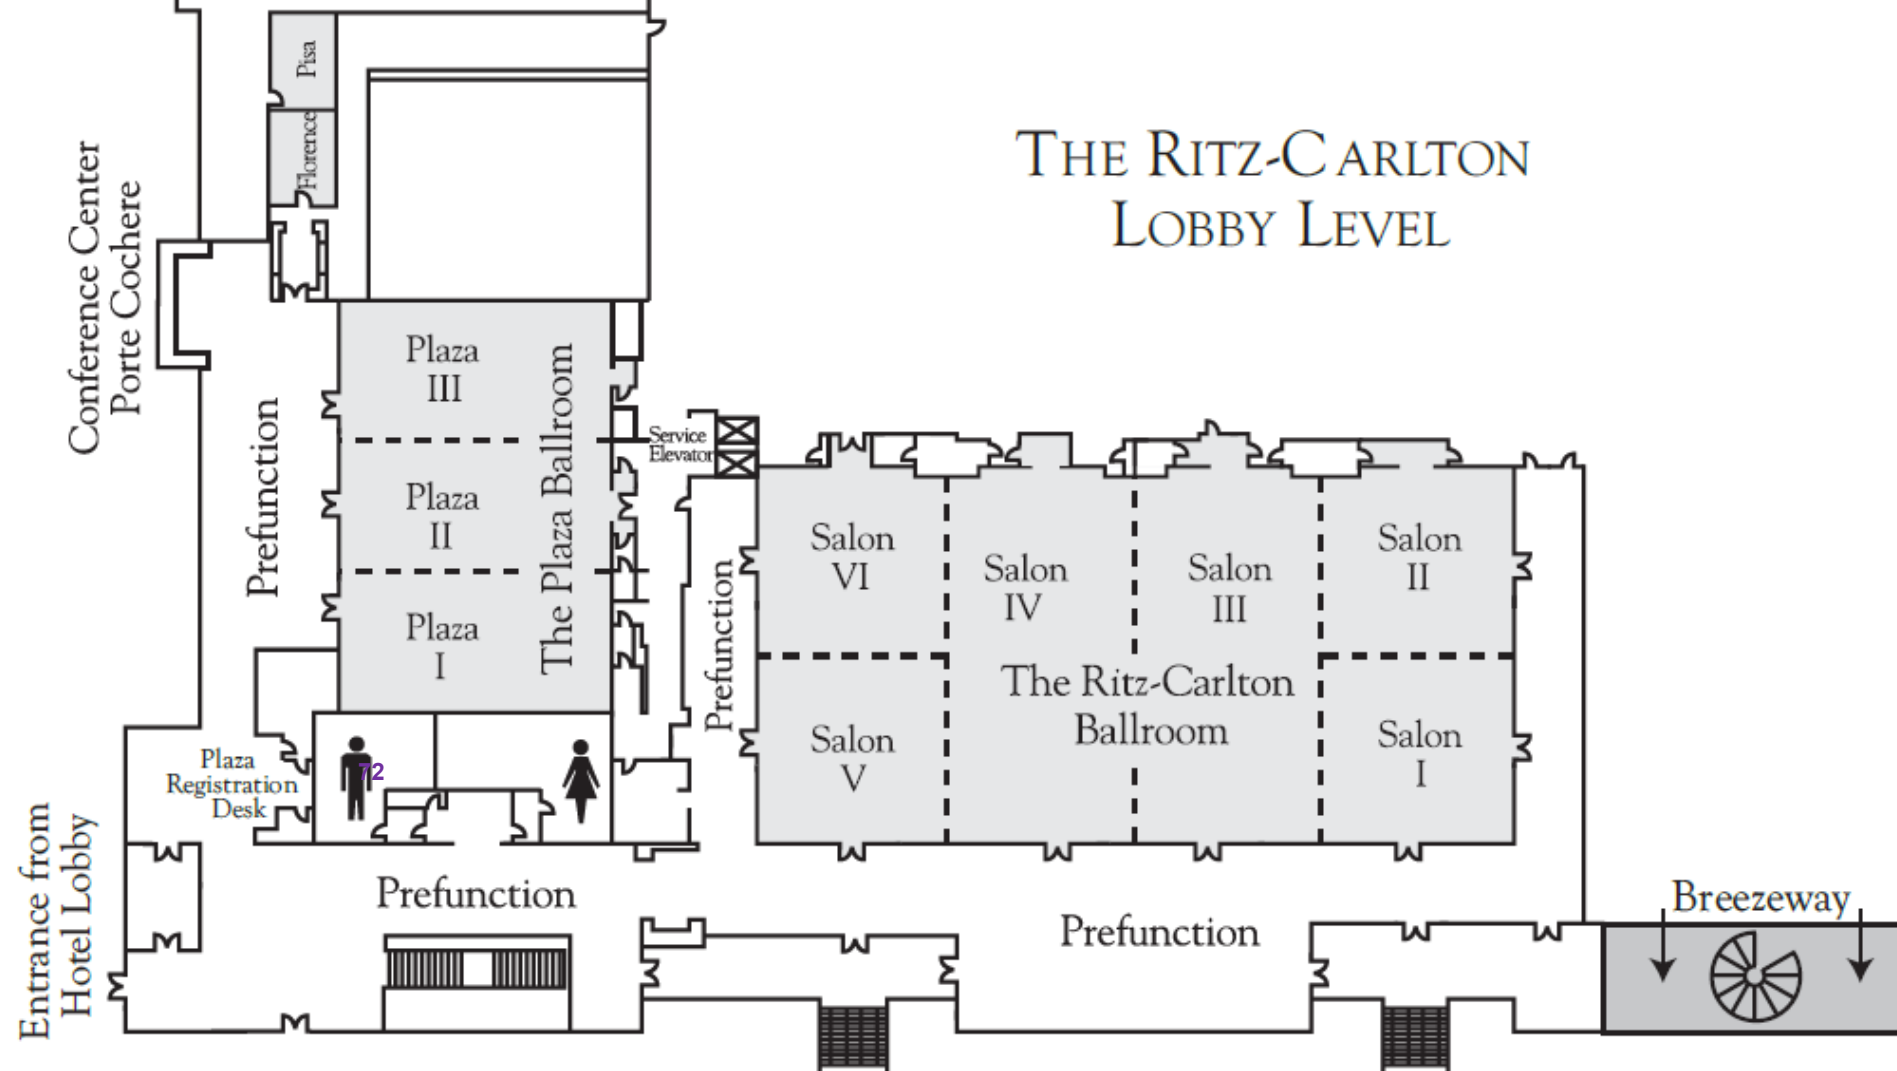 THE RITZ-CARLTON
LOBBY LEVEL
Pisa
Florence
Conference Center
Porte Cochere
Prefunction
Plaza
III
Plaza
II
Plaza
I
The Plaza Ballroom
Service
Elevator
Prefunction
Salon
VI
Salon
IV
Salon
III
Salon
II
The Ritz-Carlton
Ballroom
Salon
V
Salon
I
Plaza
Registration
Desk
72
Entrance from
Hotel Lobby
Prefunction
Prefunction
Breezeway